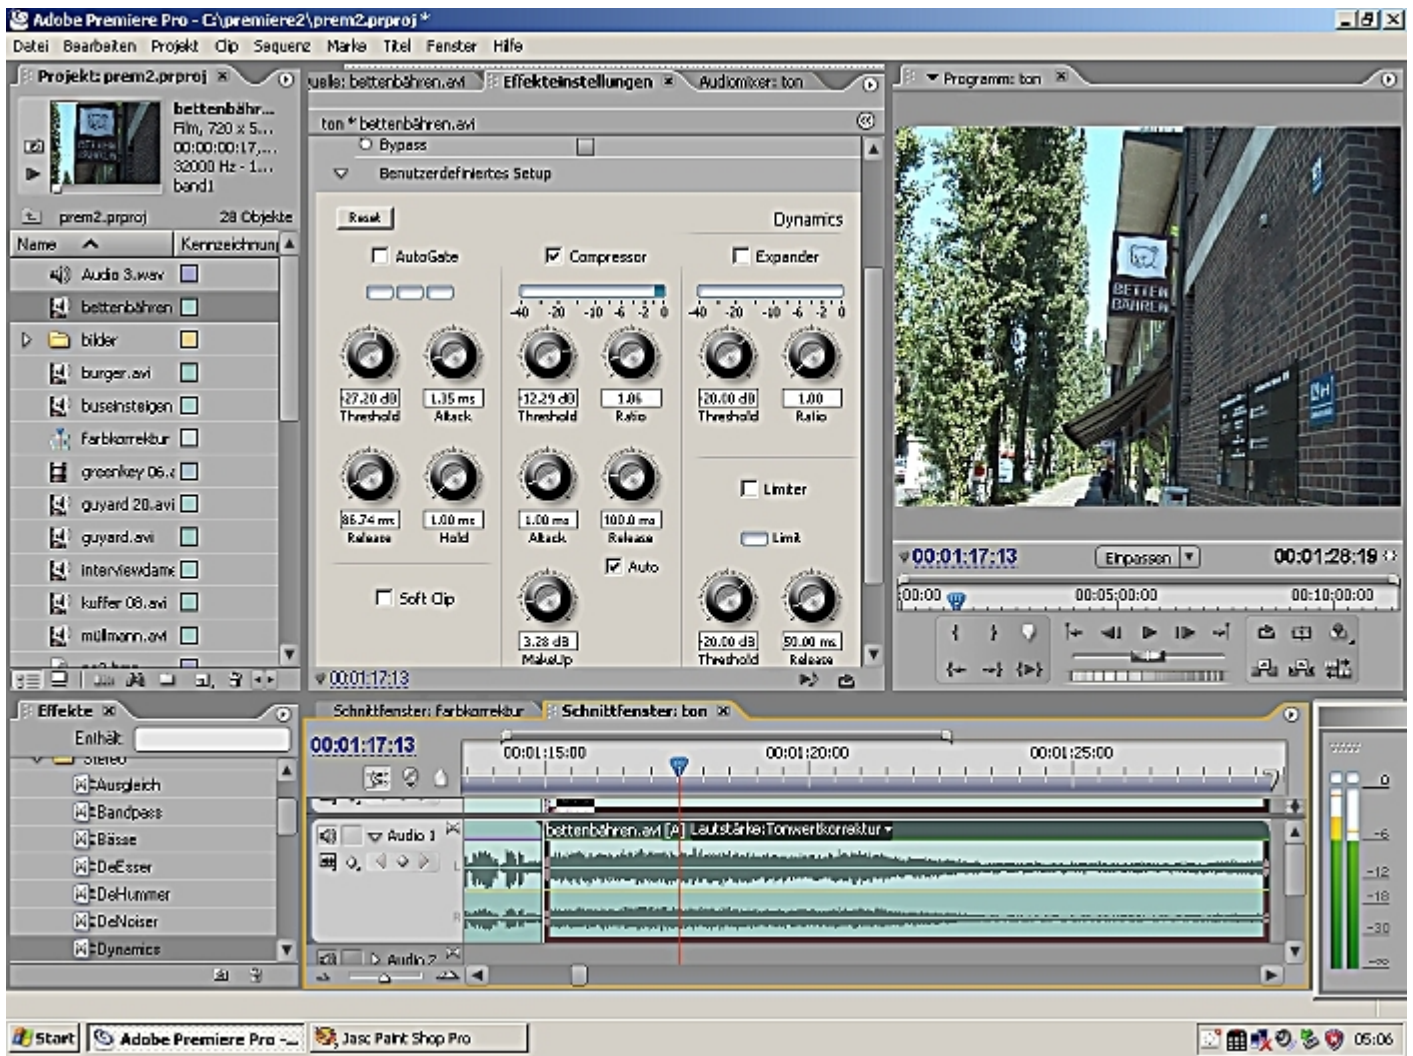 Adobe Premiere Pro - C:\premiere2\prem2.prproj *
Datei Bearbeiten Projekt Clip Sequenz Marke Titel Fenster Hilfe
Projekt: prem2.prproj
bettenbähr...
Film, 720 x 5...
00:00:00:17,...
32000 Hz - 1...
band1
prem2.prproj 28 Objekte
Name Kennzeichnung
Audio 3.wav
bettenbähren
bilder
burger.avi
buseinsteigen
farbkorrektur
greenkey 06.a
guyard 20.avi
guyard.avi
interviewdame
kuffer 08.avi
müllmann.avi
uelle: bettenbähren.avi Effekteinstellungen Audiomixer: ton
ton * bettenbähren.avi
Bypass
Benutzerdefiniertes Setup
Reset Dynamics
AutoGate Compressor Expander
-40 -20 -10 -6 -2 0 -40 -20 -10 -6 -2 0
-27.20 dB 1.35 ms -12.29 dB 1.06 -20.00 dB 1.00
Threshold Attack Threshold Ratio Threshold Ratio
Limiter
86.74 ms 1.00 ms 1.00 ms 100.0 ms
Release Hold Attack Release
Limit
Auto
Soft Clip
3.28 dB -20.00 dB 50.00 ms
MakeUp Threshold Release
00:01:17:13
Programm: ton
BETTEN
BÄHREN
00:01:17:13 Einpassen 00:01:28:19
:00:00 00:05:00:00 00:10:00:00
Effekte
Enthält:
Stereo
Ausgleich
Bandpass
Bässe
DeEsser
DeHummer
DeNoiser
Dynamics
Schnittfenster: farbkorrektur Schnittfenster: ton
00:01:17:13
00:01:15:00 00:01:20:00 00:01:25:00
Audio 1
bettenbähren.avi [A] Lautstärke:Tonwertkorrektur
L
R
Audio 2
0
-6
-12
-18
-30
-∞
Start Adobe Premiere Pro -... Jasc Paint Shop Pro 05:06